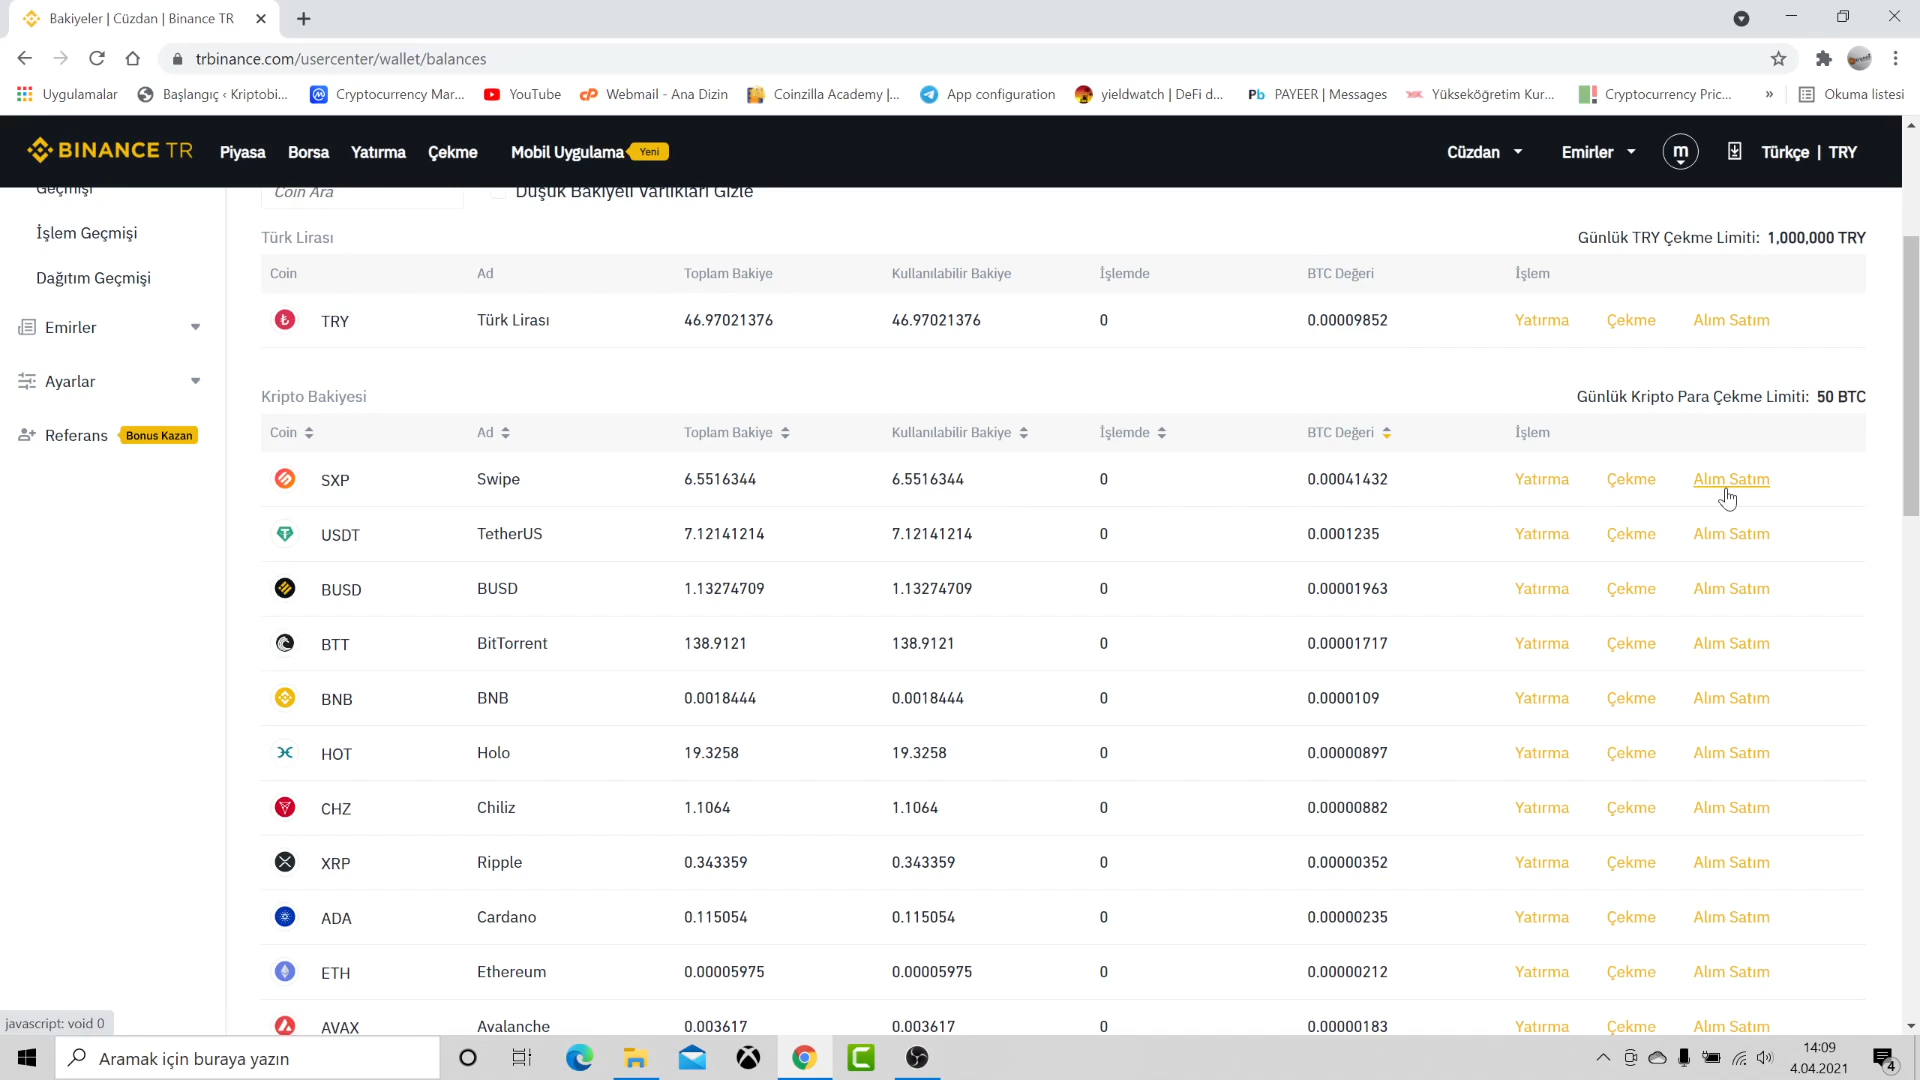 Bakiyeler | Cüzdan | Binance TR
trbinance.com/usercenter/wallet/balances
Uygulamalar Başlangıç ‹ Kriptobi... Cryptocurrency Mar... YouTube Webmail - Ana Dizin Coinzilla Academy |... App configuration yieldwatch | DeFi d... Pb PAYEER | Messages Yükseköğretim Kur... Cryptocurrency Pric... » Okuma listesi
BINANCE TR Piyasa Borsa Yatırma Çekme Mobil Uygulama Yeni Cüzdan Emirler m Türkçe | TRY
Geçmişi
İşlem Geçmişi
Dağıtım Geçmişi
Emirler
Ayarlar
Referans Bonus Kazan
Coin Ara Düşük Bakiyeli Varlıkları Gizle
Türk Lirası Günlük TRY Çekme Limiti: 1,000,000 TRY
Coin Ad Toplam Bakiye Kullanılabilir Bakiye İşlemde BTC Değeri İşlem
TRY Türk Lirası 46.97021376 46.97021376 0 0.00009852 Yatırma Çekme Alım Satım
Kripto Bakiyesi Günlük Kripto Para Çekme Limiti: 50 BTC
Coin Ad Toplam Bakiye Kullanılabilir Bakiye İşlemde BTC Değeri İşlem
SXP Swipe 6.5516344 6.5516344 0 0.00041432 Yatırma Çekme Alım Satım
USDT TetherUS 7.12141214 7.12141214 0 0.0001235 Yatırma Çekme Alım Satım
BUSD BUSD 1.13274709 1.13274709 0 0.00001963 Yatırma Çekme Alım Satım
BTT BitTorrent 138.9121 138.9121 0 0.00001717 Yatırma Çekme Alım Satım
BNB BNB 0.0018444 0.0018444 0 0.0000109 Yatırma Çekme Alım Satım
HOT Holo 19.3258 19.3258 0 0.00000897 Yatırma Çekme Alım Satım
CHZ Chiliz 1.1064 1.1064 0 0.00000882 Yatırma Çekme Alım Satım
XRP Ripple 0.343359 0.343359 0 0.00000352 Yatırma Çekme Alım Satım
ADA Cardano 0.115054 0.115054 0 0.00000235 Yatırma Çekme Alım Satım
ETH Ethereum 0.00005975 0.00005975 0 0.00000212 Yatırma Çekme Alım Satım
AVAX Avalanche 0.003617 0.003617 0 0.00000183 Yatırma Çekme Alım Satım
javascript: void 0
Aramak için buraya yazın
14:09
4.04.2021
4